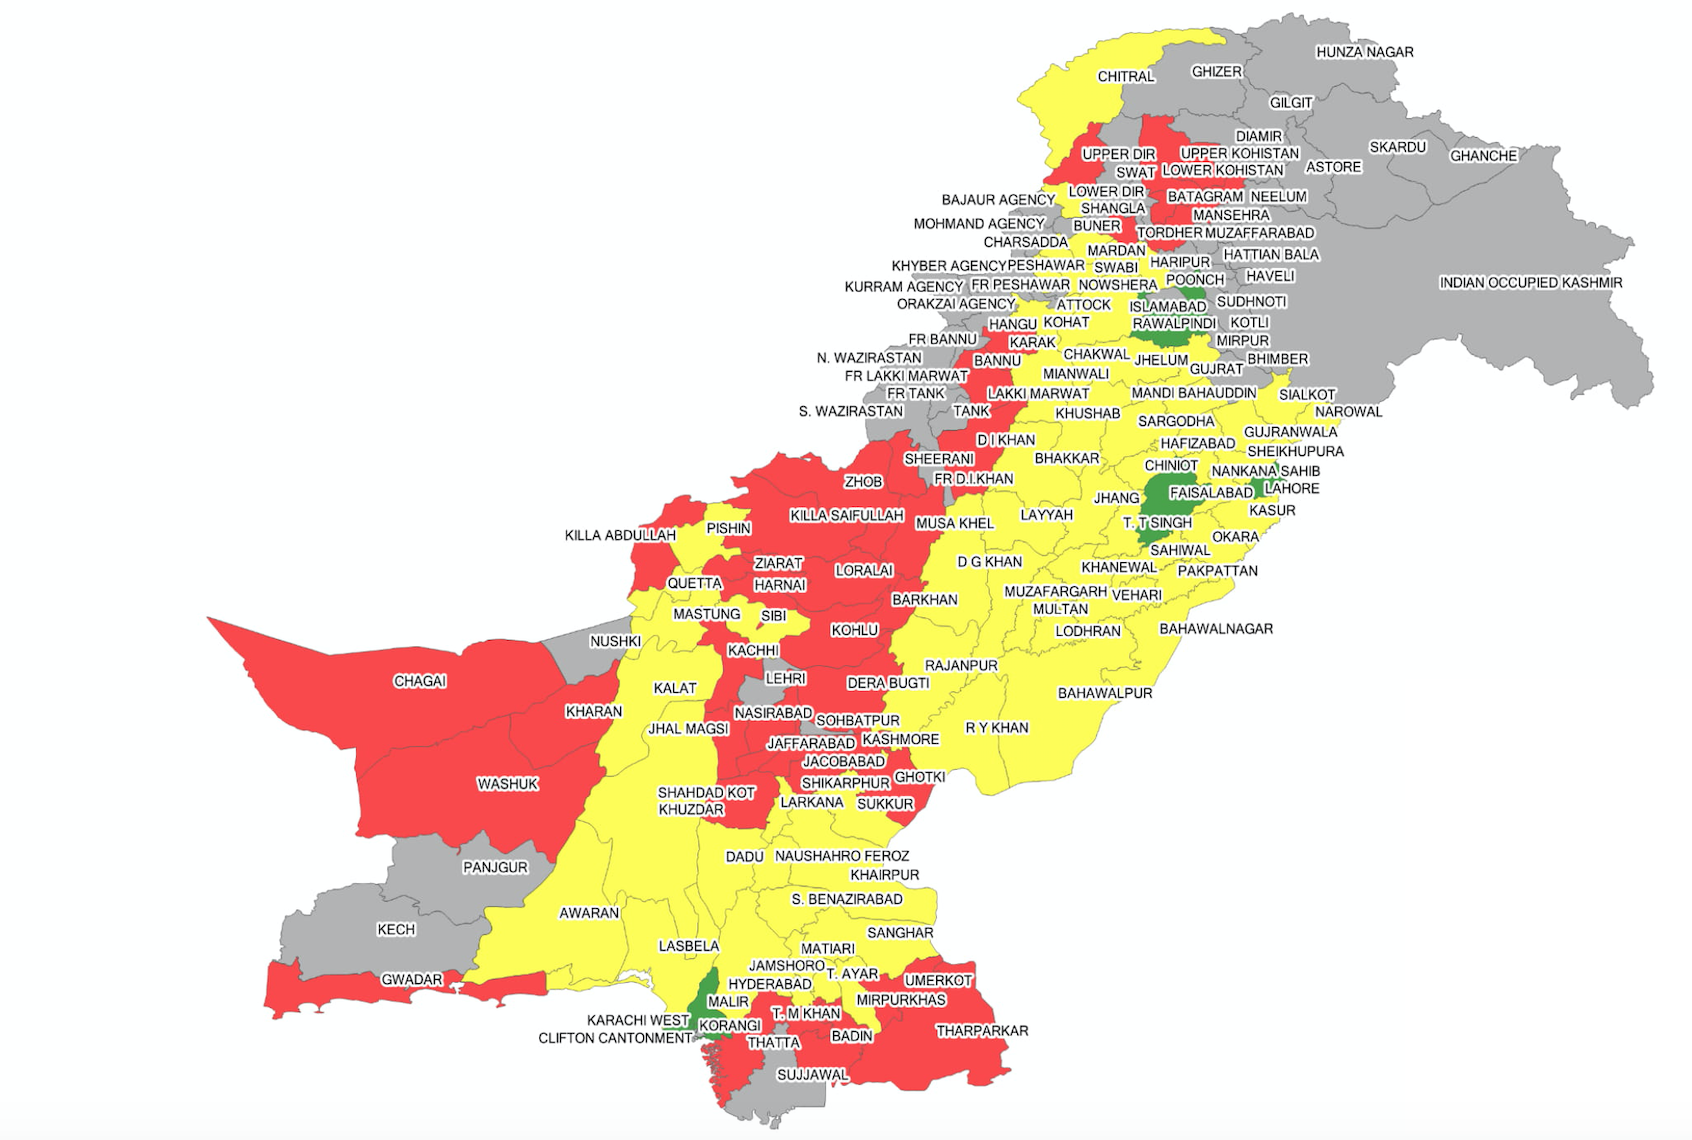 HUNZA NAGAR
CHITRAL
GHIZER
GILGIT
DIAMIR
SKARDU
UPPER DIR
UPPER KOHISTAN
GHANCHE
SWAT
LOWER KOHISTAN
ASTORE
LOWER DIR
BAJAUR AGENCY
BATAGRAM
NEELUM
SHANGLA
MANSEHRA
MOHMAND AGENCY
BUNER
TORDHER
MUZAFFARABAD
CHARSADDA
MARDAN
HATTIAN BALA
KHYBER AGENCY
PESHAWAR
SWABI
HARIPUR
HAVELI
POONCH
INDIAN OCCUPIED KASHMIR
KURRAM AGENCY
FR PESHAWAR
NOWSHERA
ORAKZAI AGENCY
ATTOCK
ISLAMABAD
SUDHNOTI
HANGU
KOHAT
RAWALPINDI
KOTLI
FR BANNU
KARAK
MIRPUR
N. WAZIRASTAN
BANNU
CHAKWAL
JHELUM
BHIMBER
GUJRAT
FR LAKKI MARWAT
MIANWALI
FR TANK
LAKKI MARWAT
MANDI BAHAUDDIN
SIALKOT
S. WAZIRASTAN
TANK
KHUSHAB
NAROWAL
SARGODHA
D I KHAN
GUJRANWALA
HAFIZABAD
SHEIKHUPURA
SHEERANI
BHAKKAR
CHINIOT
NANKANA SAHIB
ZHOB
FR D.I.KHAN
JHANG
FAISALABAD
LAHORE
KILLA SAIFULLAH
MUSA KHEL
LAYYAH
T. T SINGH
KASUR
PISHIN
KILLA ABDULLAH
OKARA
SAHIWAL
ZIARAT
LORALAI
D G KHAN
KHANEWAL
PAKPATTAN
QUETTA
HARNAI
BARKHAN
MUZAFARGARH
VEHARI
MULTAN
MASTUNG
SIBI
KOHLU
LODHRAN
BAHAWALNAGAR
NUSHKI
KACHHI
RAJANPUR
CHAGAI
KALAT
LEHRI
DERA BUGTI
BAHAWALPUR
KHARAN
NASIRABAD
SOHBATPUR
JHAL MAGSI
R Y KHAN
JAFFARABAD
KASHMORE
JACOBABAD
WASHUK
SHAHDAD KOT
SHIKARPHUR
GHOTKI
KHUZDAR
LARKANA
SUKKUR
PANJGUR
DADU
NAUSHAHRO FEROZ
KHAIRPUR
S. BENAZIRABAD
AWARAN
KECH
LASBELA
MATIARI
SANGHAR
GWADAR
JAMSHORO
T. AYAR
HYDERABAD
UMERKOT
MALIR
MIRPURKHAS
KARACHI WEST
KORANGI
T. M KHAN
CLIFTON CANTONMENT
THATTA
BADIN
THARPARKAR
SUJJAWAL